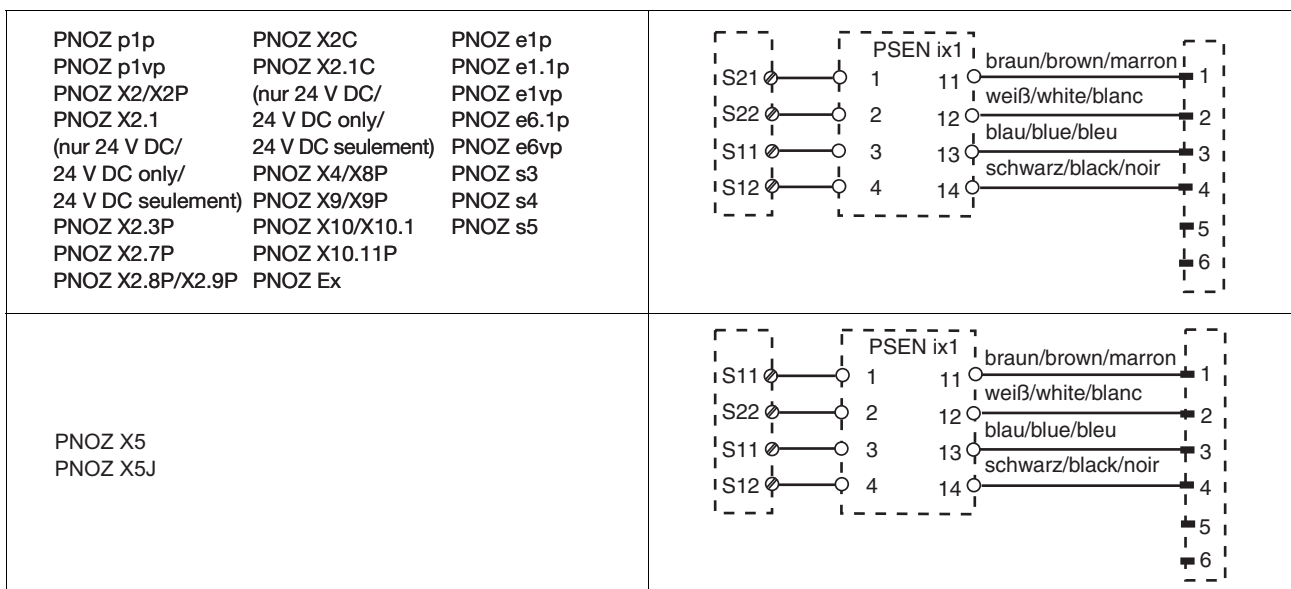 PNOZ p1p PNOZ X2C PNOZ e1p
PNOZ p1vp PNOZ X2.1C PNOZ e1.1p
PNOZ X2/X2P (nur 24 V DC/ PNOZ e1vp
PNOZ X2.1 24 V DC only/ PNOZ e6.1p
(nur 24 V DC/ 24 V DC seulement) PNOZ e6vp
24 V DC only/ PNOZ X4/X8P PNOZ s3
24 V DC seulement) PNOZ X9/X9P PNOZ s4
PNOZ X2.3P PNOZ X10/X10.1 PNOZ s5
PNOZ X2.7P PNOZ X10.11P
PNOZ X2.8P/X2.9P PNOZ Ex
PSEN ix1
braun/brown/marron
S21 1 11 1
weiß/white/blanc
S22 2 12 2
blau/blue/bleu
S11 3 13 3
schwarz/black/noir
S12 4 14 4
5
6
PNOZ X5
PNOZ X5J
PSEN ix1
braun/brown/marron
S11 1 11 1
weiß/white/blanc
S22 2 12 2
blau/blue/bleu
S11 3 13 3
schwarz/black/noir
S12 4 14 4
5
6